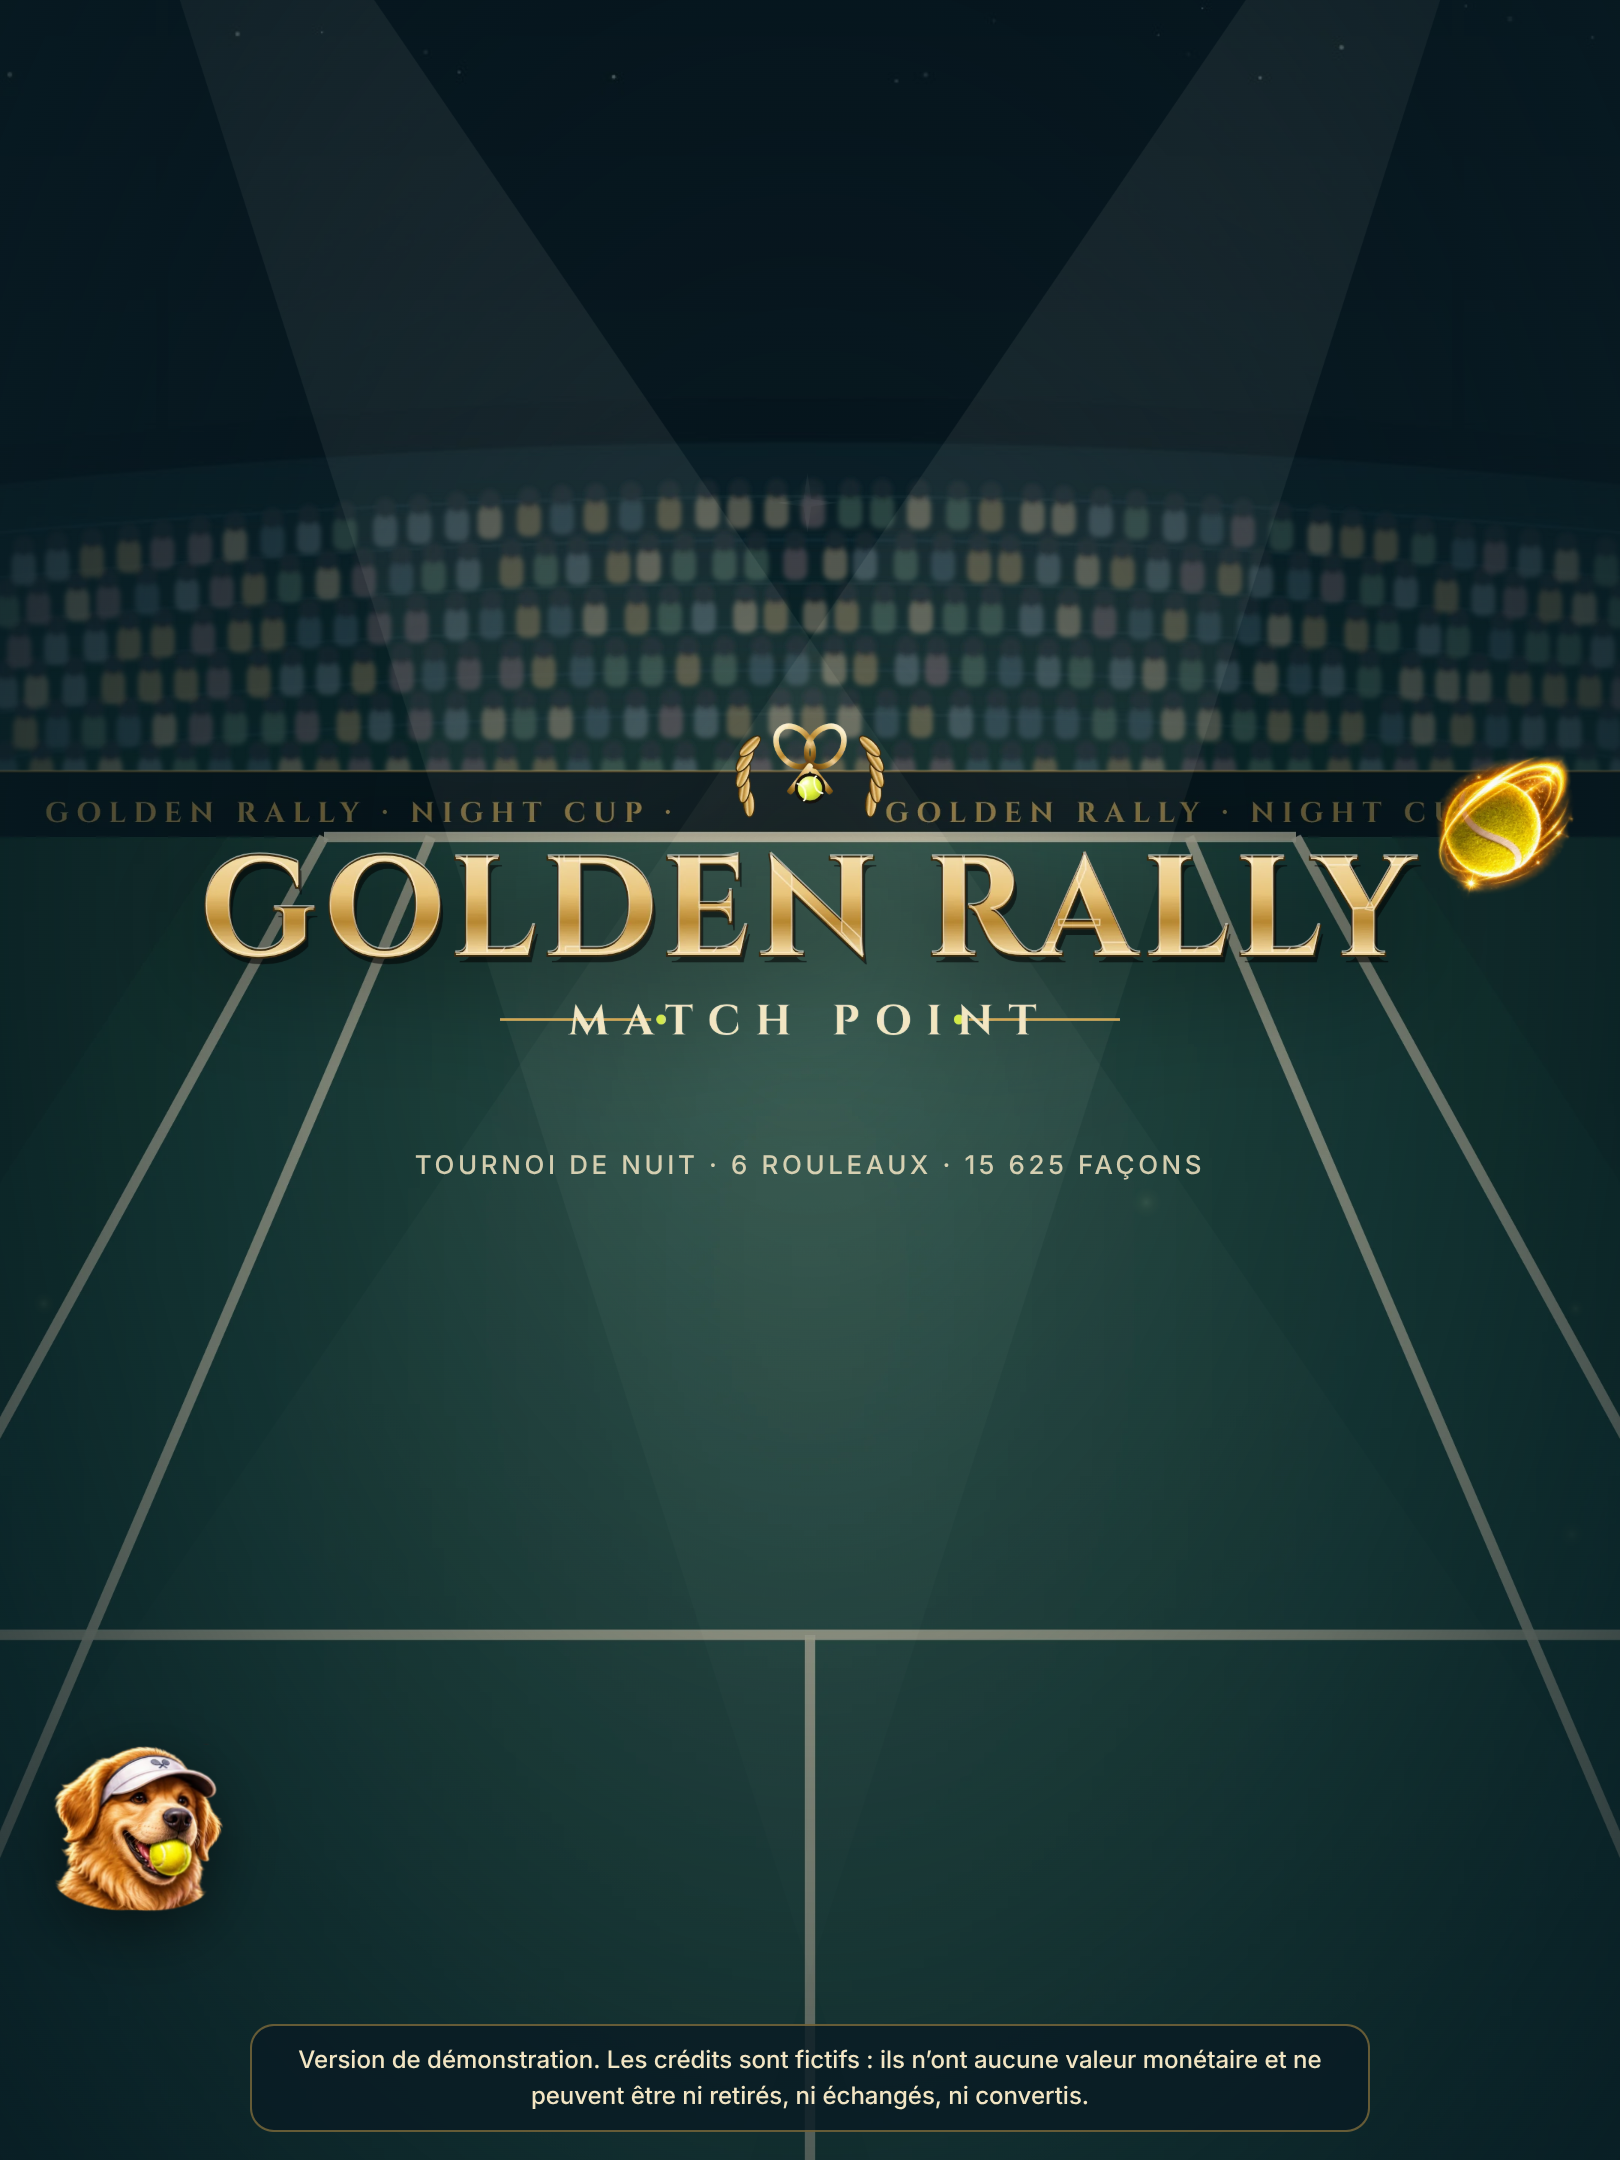 GOLDEN RALLY · NIGHT CUP · GOLDEN RALLY · NIGHT
GOLDEN RALLY
MATCH POINT
TOURNOI DE NUIT · 6 ROULEAUX · 15 625 FAÇONS
Version de démonstration. Les crédits sont fictifs : ils n’ont aucune valeur monétaire et ne
peuvent être ni retirés, ni échangés, ni convertis.